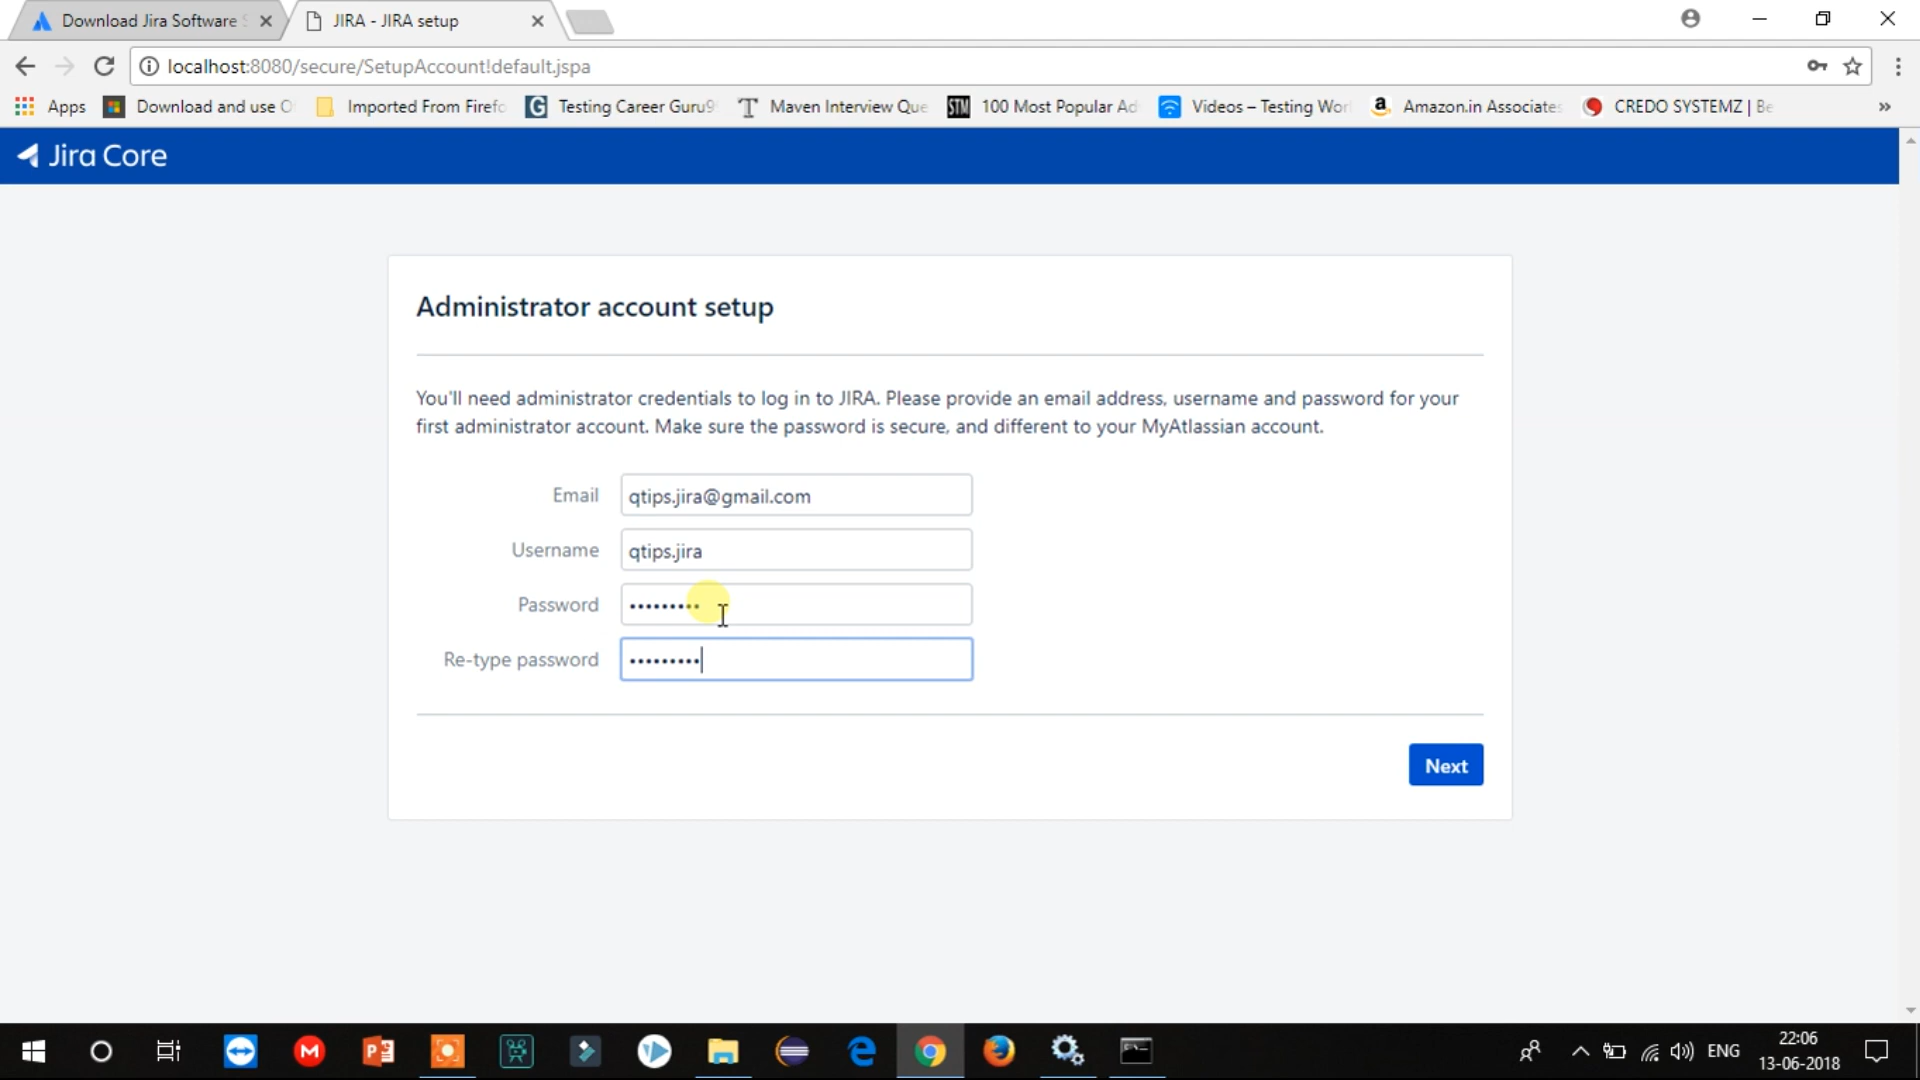 Download Jira Software S
JIRA - JIRA setup
localhost:8080/secure/SetupAccount!default.jspa
Apps
Download and use O
Imported From Firefo
G
Testing Career Guru9
T
Maven Interview Que
STM
100 Most Popular Ad
Videos – Testing Wor
a
Amazon.in Associates
CREDO SYSTEMZ | Be
»
Jira Core
Administrator account setup
You'll need administrator credentials to log in to JIRA. Please provide an email address, username and password for your
first administrator account. Make sure the password is secure, and different to your MyAtlassian account.
Email
qtips.jira@gmail.com
Username
qtips.jira
Password
•••••••••
Re-type password
•••••••••
Next
ENG
22:06
13-06-2018